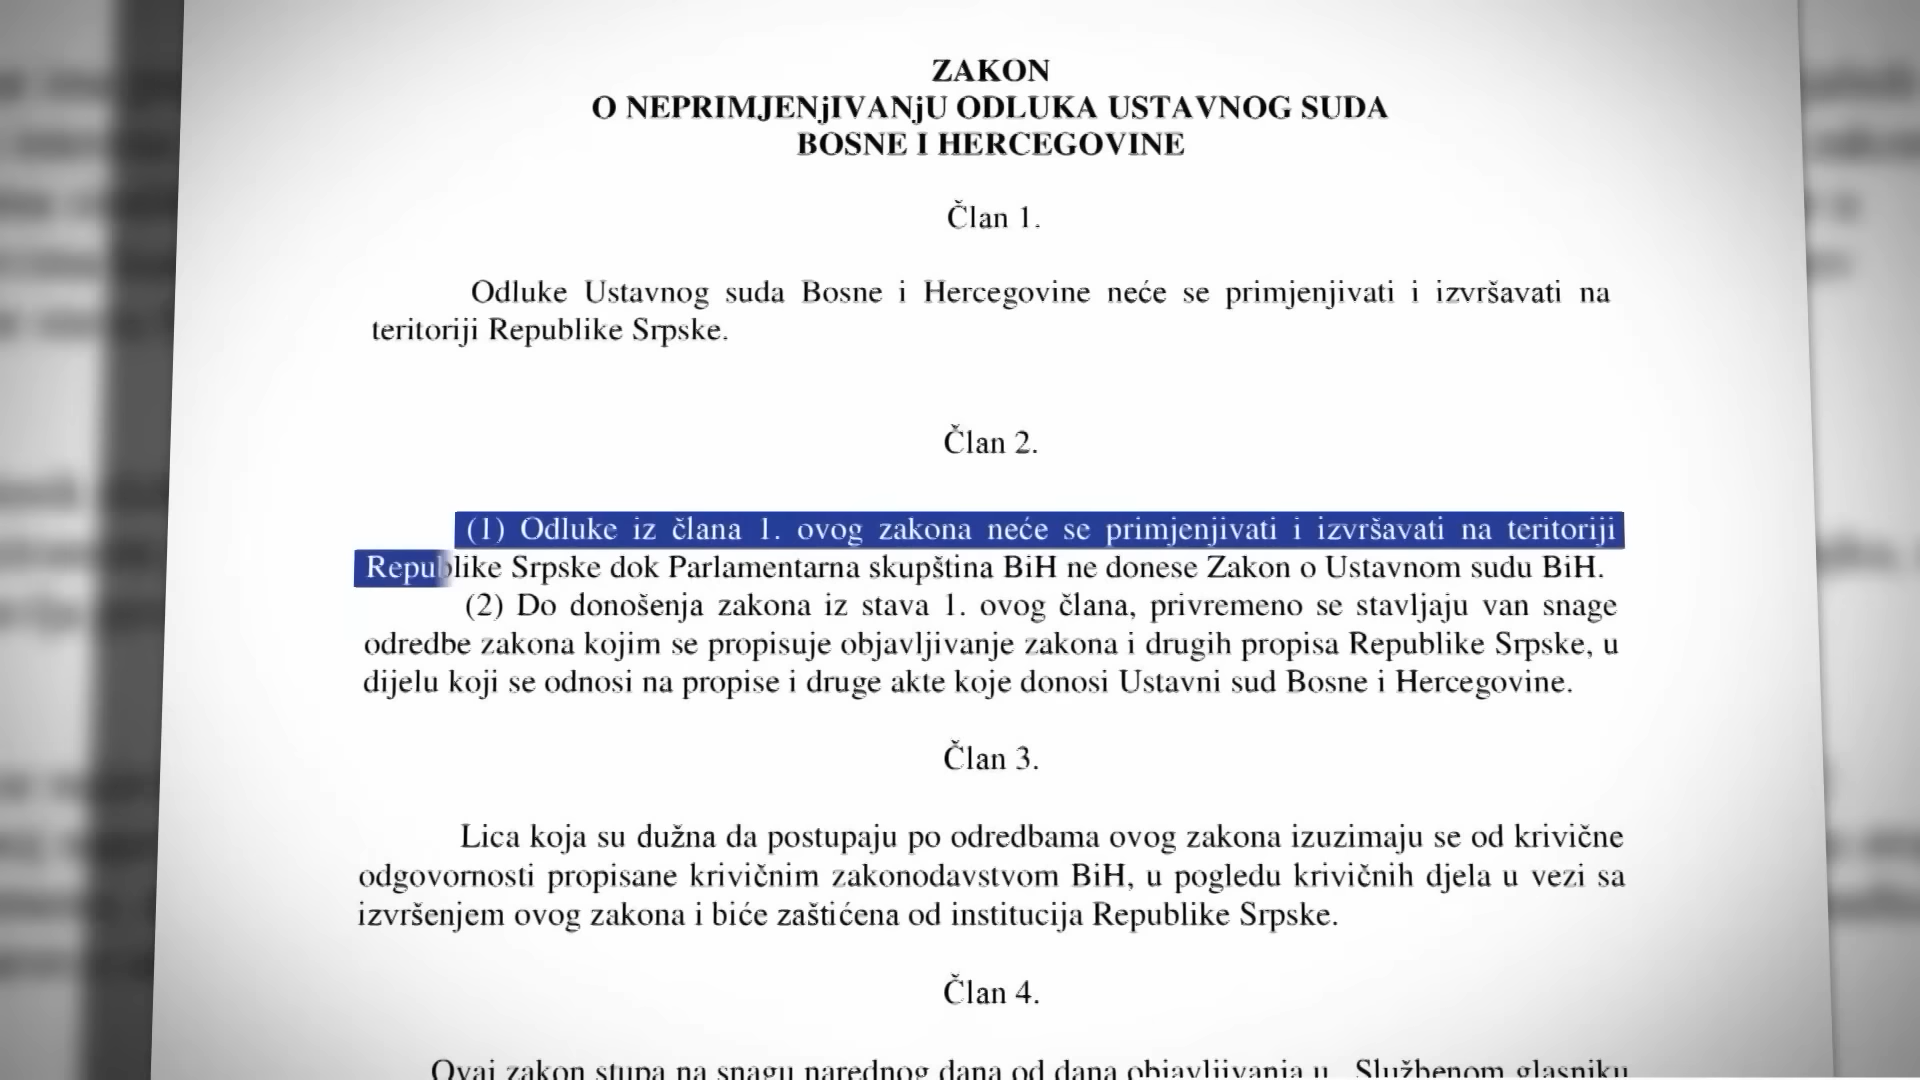 ZAKON
O NEPRIMJENjIVANjU ODLUKA USTAVNOG SUDA
BOSNE I HERCEGOVINE
Član 1.
Odluke Ustavnog suda Bosne i Hercegovine neće se primjenjivati i izvršavati na
teritoriji Republike Srpske.
Član 2.
(1) Odluke iz člana 1. ovog zakona neće se primjenjivati i izvršavati na teritoriji
Republike Srpske dok Parlamentarna skupština BiH ne donese Zakon o Ustavnom sudu BiH.
(2) Do donošenja zakona iz stava 1. ovog člana, privremeno se stavljaju van snage
odredbe zakona kojim se propisuje objavljivanje zakona i drugih propisa Republike Srpske, u
dijelu koji se odnosi na propise i druge akte koje donosi Ustavni sud Bosne i Hercegovine.
Član 3.
Lica koja su dužna da postupaju po odredbama ovog zakona izuzimaju se od krivične
odgovornosti propisane krivičnim zakonodavstvom BiH, u pogledu krivičnih djela u vezi sa
izvršenjem ovog zakona i biće zaštićena od institucija Republike Srpske.
Član 4.
Ovaj zakon stupa na snagu narednog dana od dana objavljivanja u „Službenom glasniku